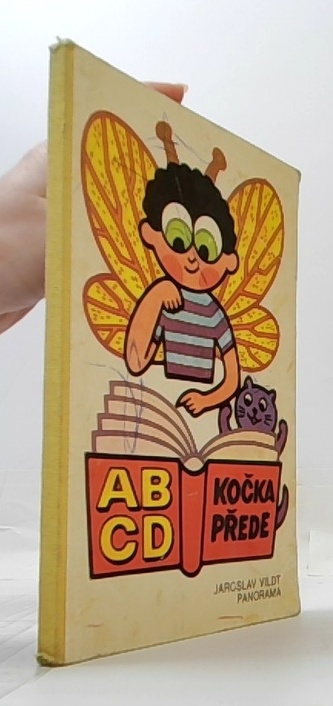 AB
CD
KOČKA
PŘEDE
JAROSLAV VILDT
PANORAMA